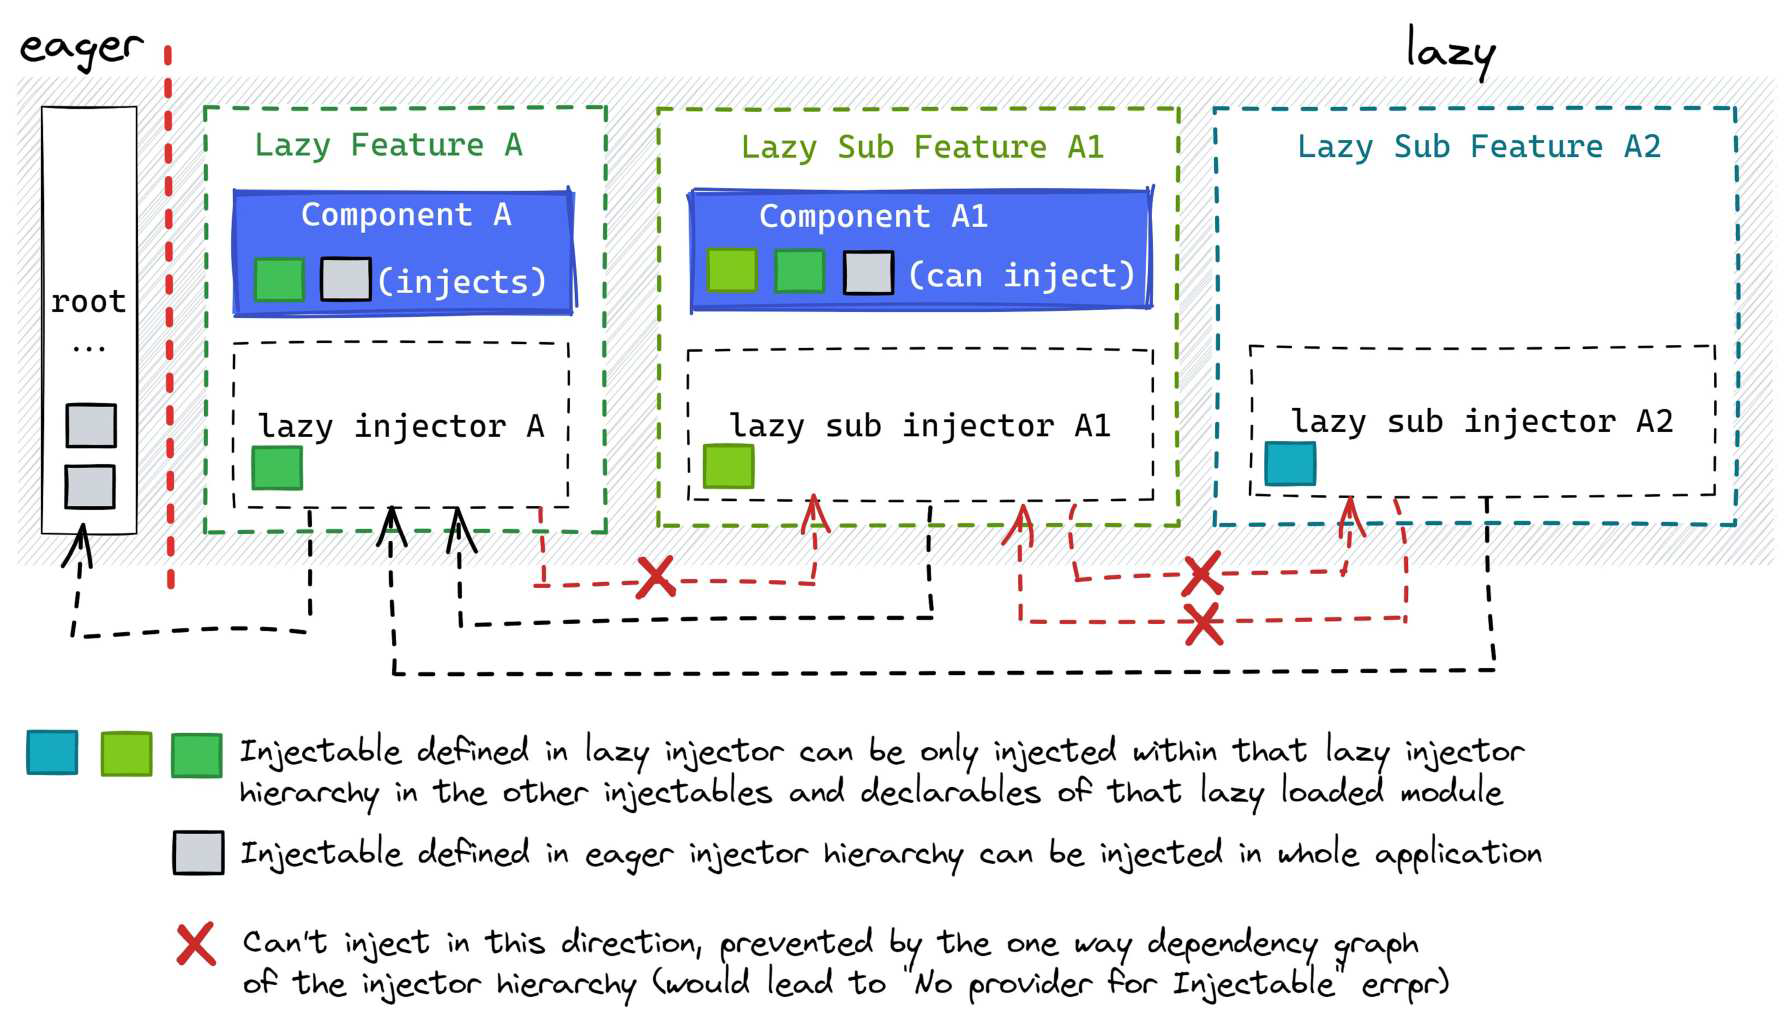 eager
lazy
root
...
Lazy Feature A
Component A
(injects)
lazy injector A
Lazy Sub Feature A1
Component A1
(can inject)
lazy sub injector A1
Lazy Sub Feature A2
lazy sub injector A2
Injectable defined in lazy injector can be only injected within that lazy injector
hierarchy in the other injectables and declarables of that lazy loaded module
Injectable defined in eager injector hierarchy can be injected in whole application
Can't inject in this direction, prevented by the one way dependency graph
of the injector hierarchy (would lead to "No provider for Injectable" errpr)